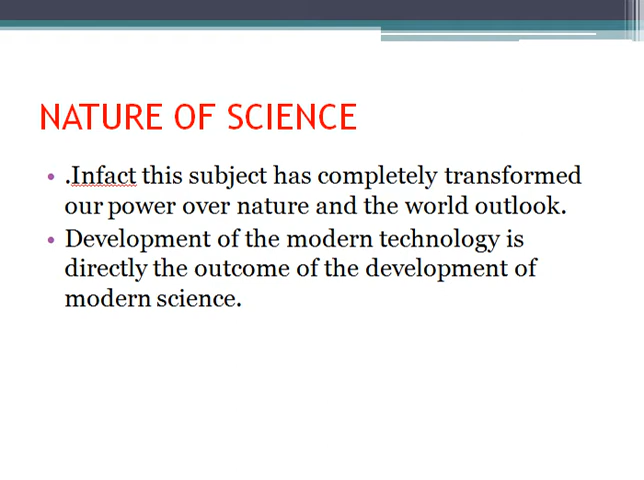 NATURE OF SCIENCE
• .Infact this subject has completely transformed
our power over nature and the world outlook.
• Development of the modern technology is
directly the outcome of the development of
modern science.